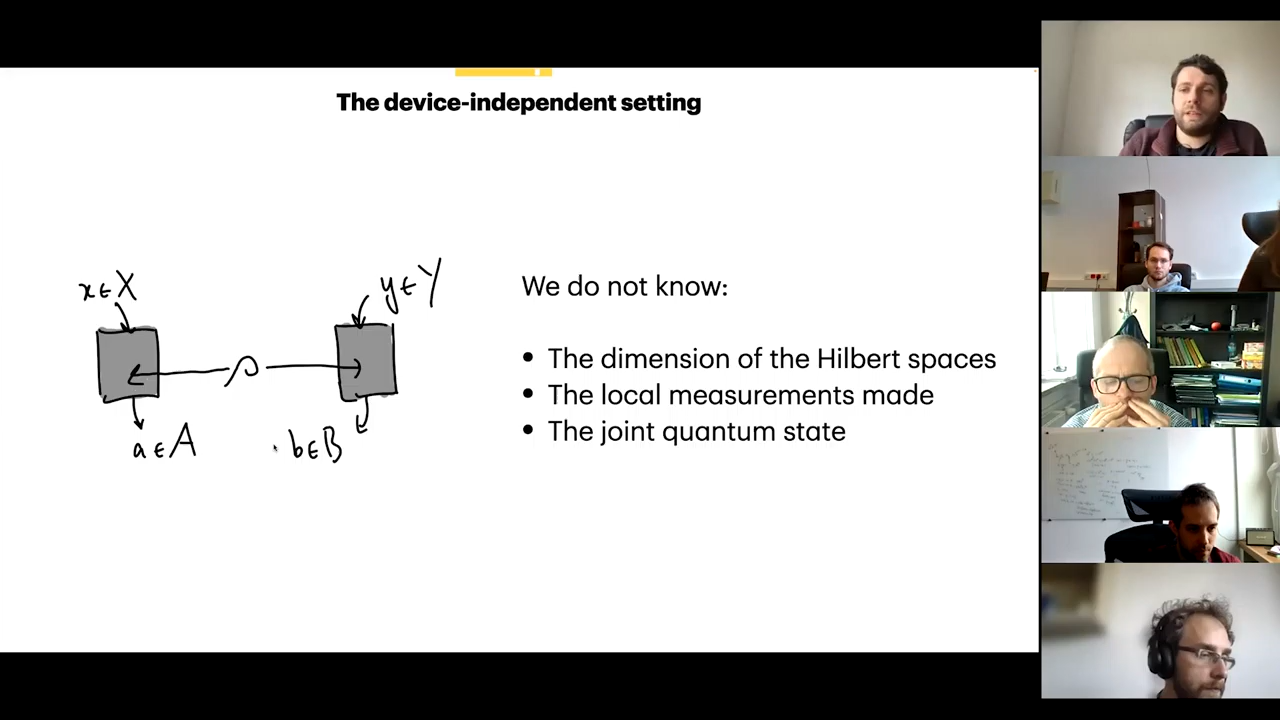 The device-independent setting
x ∈ X
y ∈ Y
ρ
a ∈ A
b ∈ B
We do not know:
• The dimension of the Hilbert spaces
• The local measurements made
• The joint quantum state